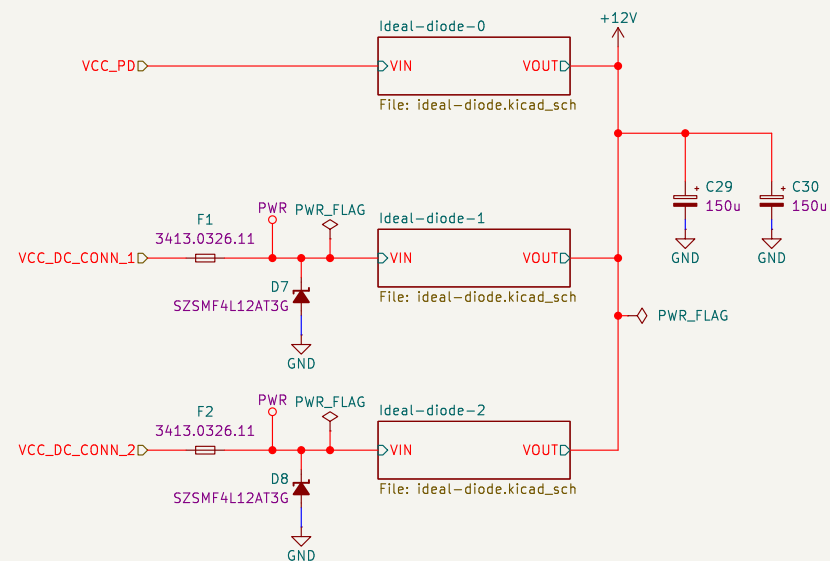 Ideal-diode-0
+12V
VCC_PD
VIN
VOUT
File: ideal-diode.kicad_sch
C29
150u
C30
150u
GND
GND
F1
3413.0326.11
PWR
PWR_FLAG
Ideal-diode-1
VCC_DC_CONN_1
VIN
VOUT
D7
SZSMF4L12AT3G
File: ideal-diode.kicad_sch
PWR_FLAG
GND
F2
3413.0326.11
PWR
PWR_FLAG
Ideal-diode-2
VCC_DC_CONN_2
VIN
VOUT
D8
SZSMF4L12AT3G
File: ideal-diode.kicad_sch
GND